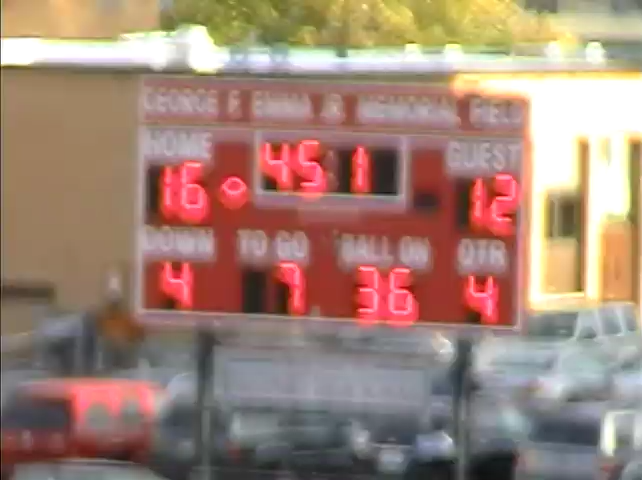 GEORGE F. EMMA JR. MEMORIAL FIELD
HOME 45 1 GUEST
16 12
DOWN TO GO BALL ON QTR
4 7 36 4